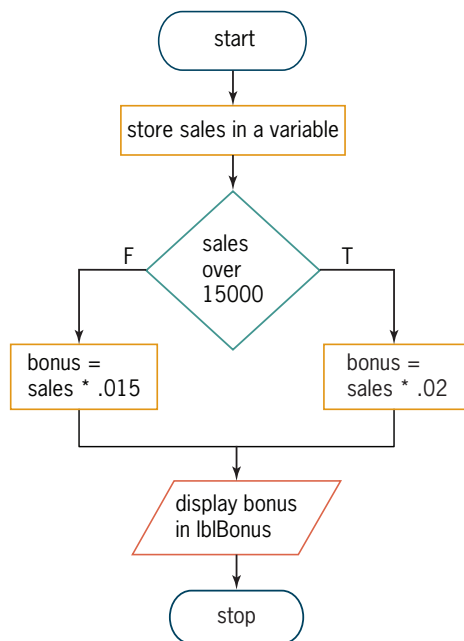 start
store sales in a variable
sales
over
15000
F
T
bonus =
sales * .015
bonus =
sales * .02
display bonus
in lblBonus
stop